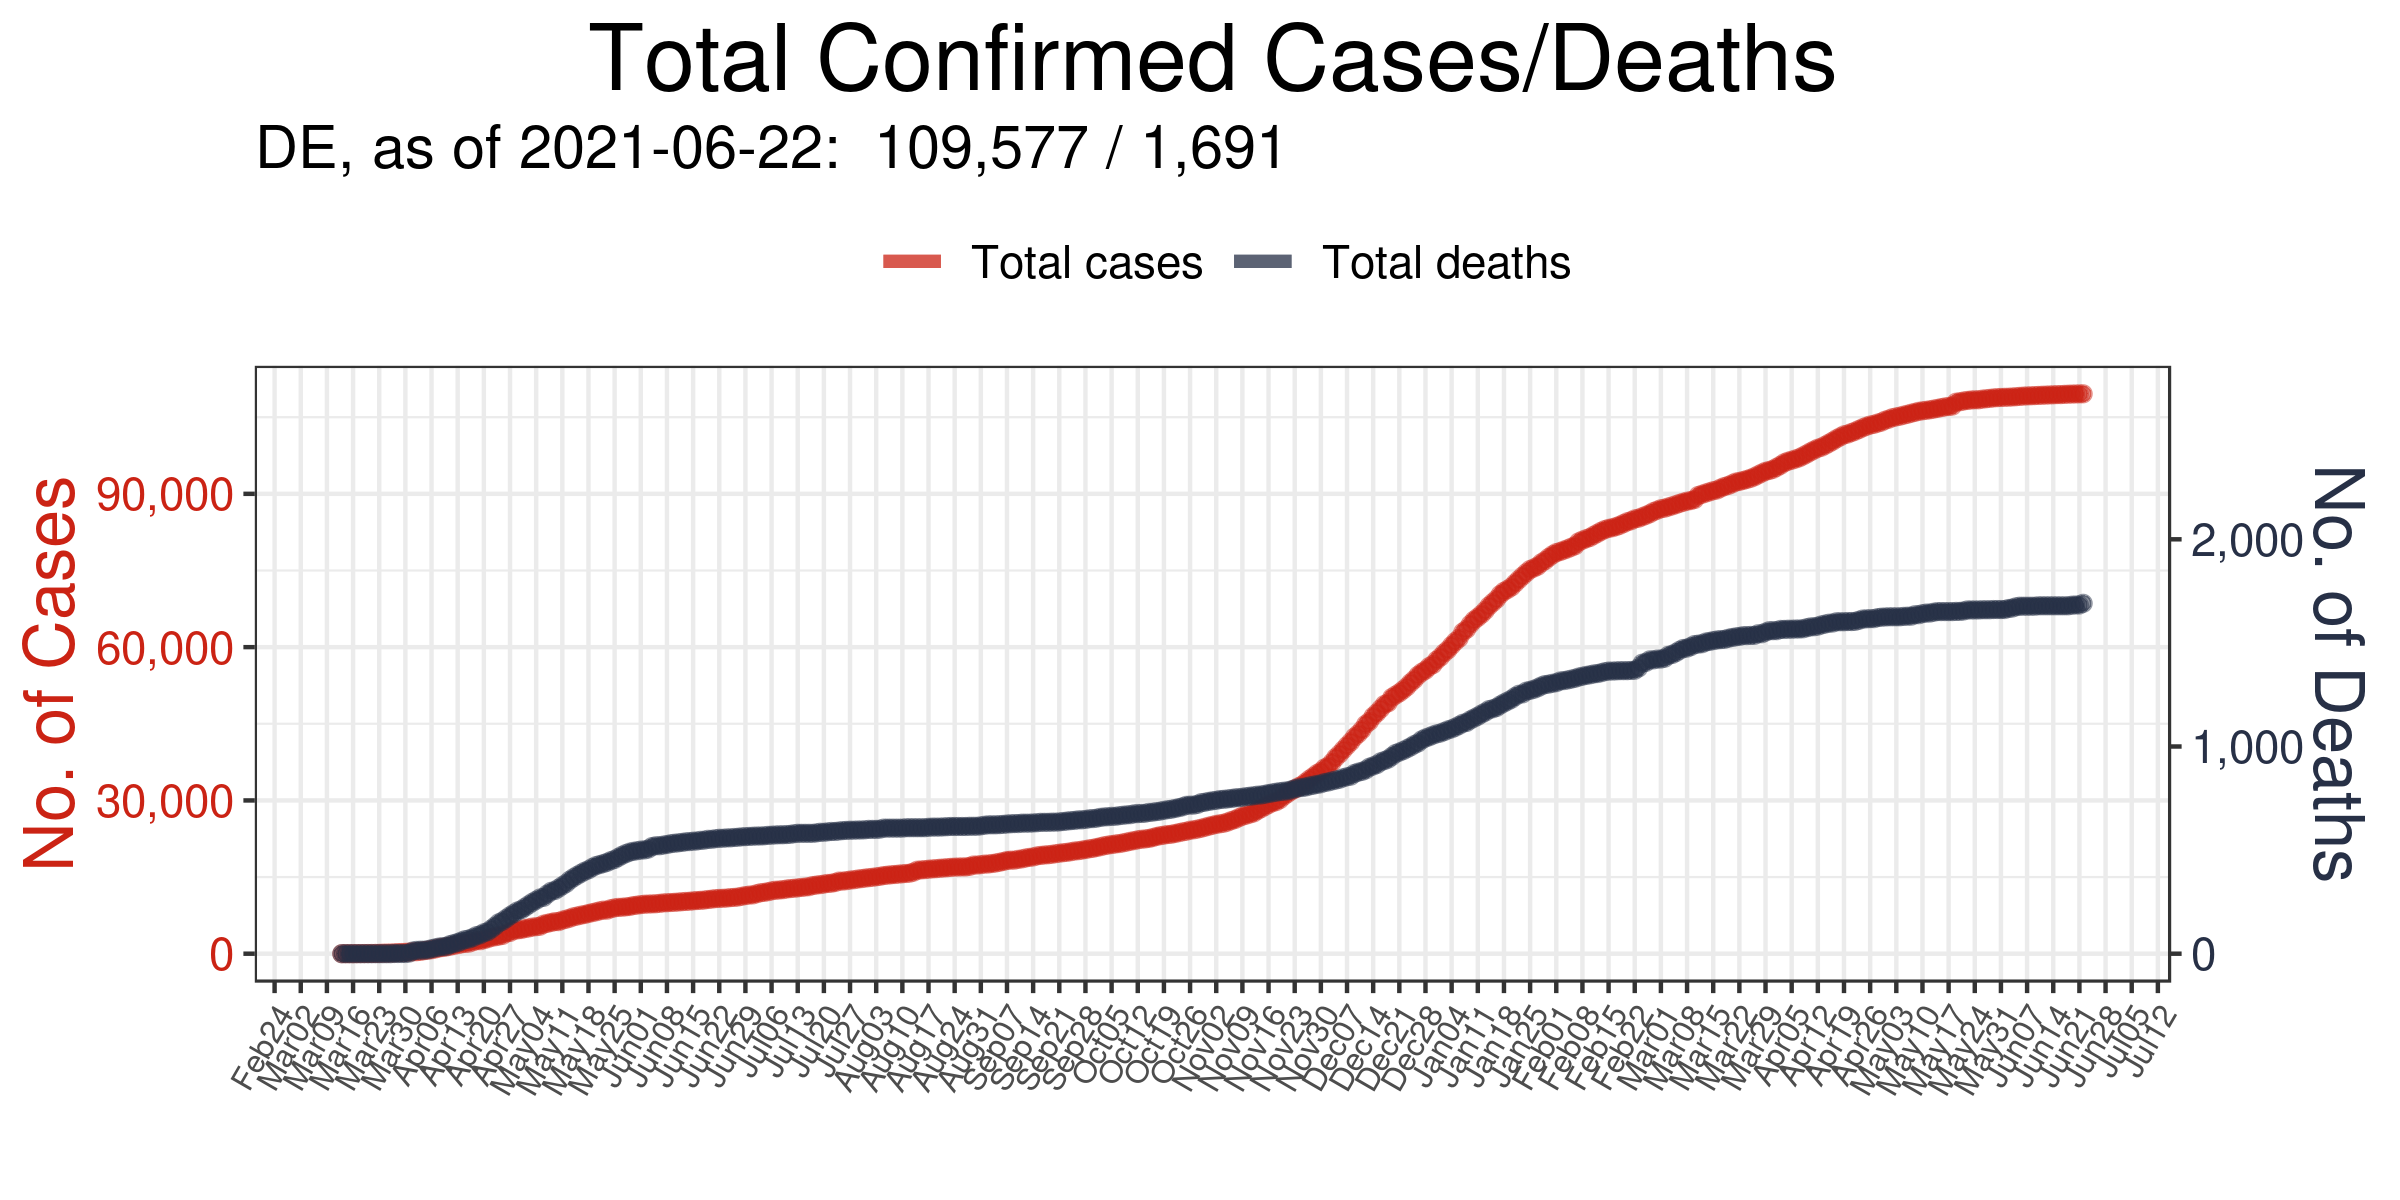 Total Confirmed Cases/Deaths
DE, as of 2021-06-22:  109,577 / 1,691
Total cases
Total deaths
No. of Cases
90,000
60,000
30,000
0
No. of Deaths
2,000
1,000
0
Feb24
Mar02
Mar09
Mar16
Mar23
Mar30
Apr06
Apr13
Apr20
Apr27
May04
May11
May18
May25
Jun01
Jun08
Jun15
Jun22
Jun29
Jul06
Jul13
Jul20
Jul27
Aug03
Aug10
Aug17
Aug24
Aug31
Sep07
Sep14
Sep21
Sep28
Oct05
Oct12
Oct19
Oct26
Nov02
Nov09
Nov16
Nov23
Nov30
Dec07
Dec14
Dec21
Dec28
Dec04
Jan11
Jan18
Jan25
Feb01
Feb08
Feb15
Feb22
Mar01
Mar08
Mar15
Mar22
Mar29
Mar05
Apr12
Apr19
Apr26
May03
May10
May17
May24
May31
May07
Jun14
Jun21
Jun28
Jul05
Jul12